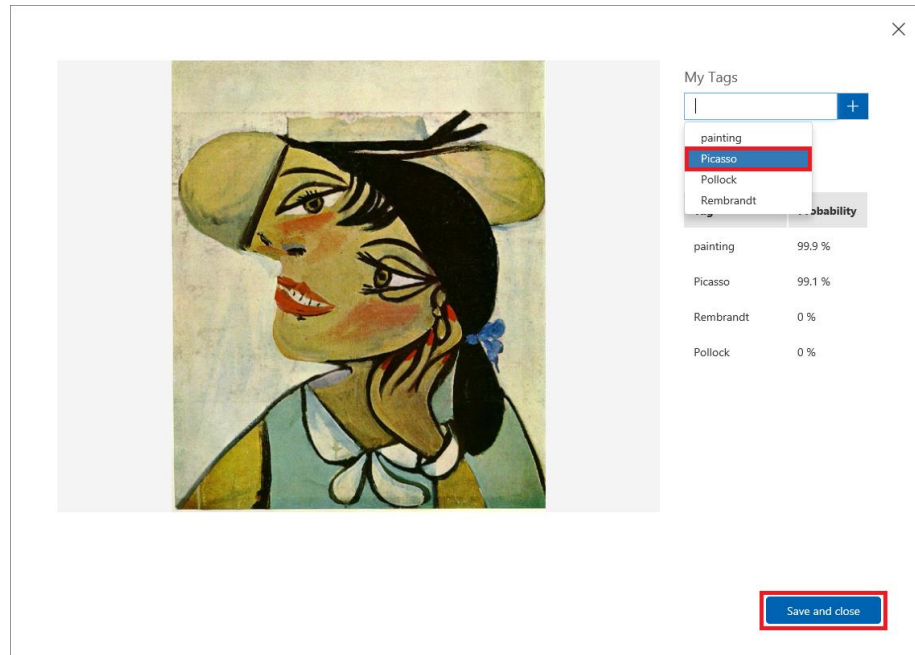 My Tags
painting
Picasso
Pollock
Rembrandt
Probability
painting 99.9 %
Picasso 99.1 %
Rembrandt 0 %
Pollock 0 %
Save and close